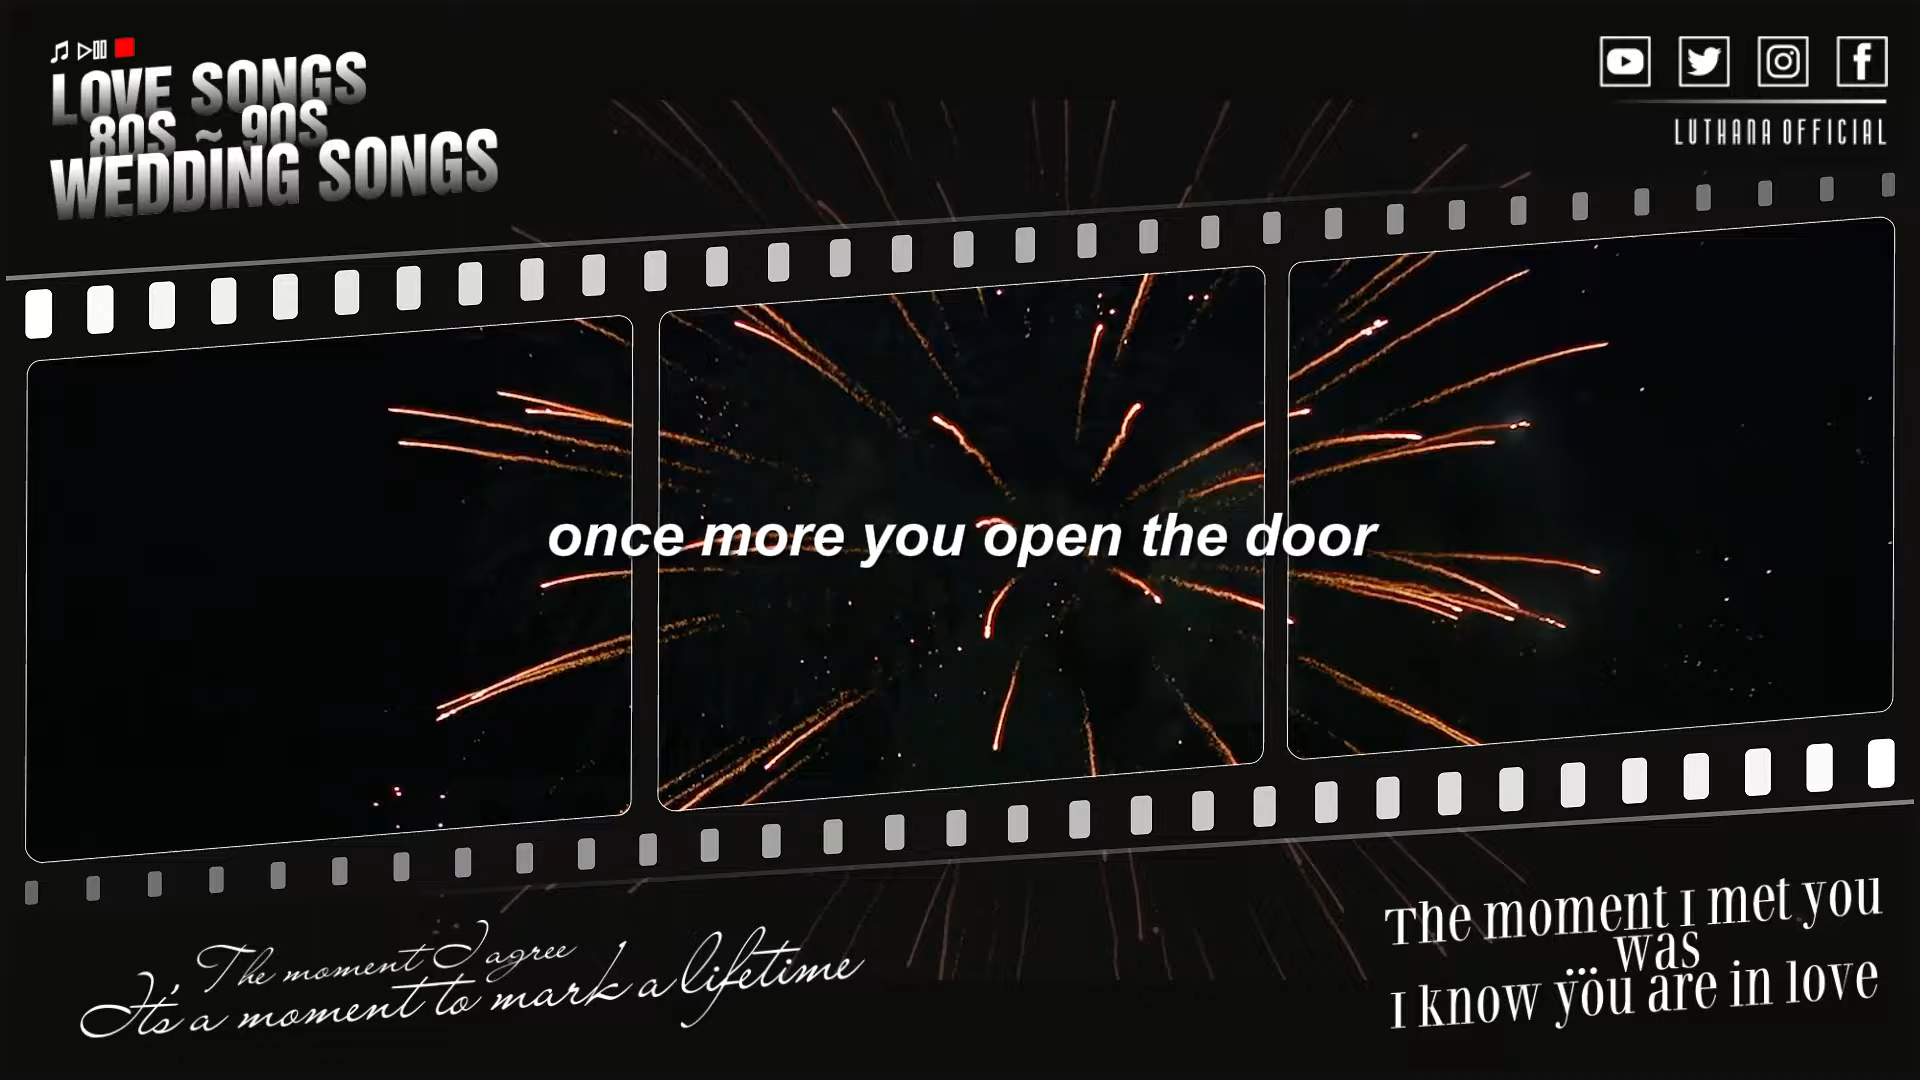 LOVE SONGS
80S ~ 90S
WEDDING SONGS
LUTHANA OFFICIAL
once more you open the door
The moment I agree
It's a moment to mark a lifetime
The moment I met you
was
I know you are in love